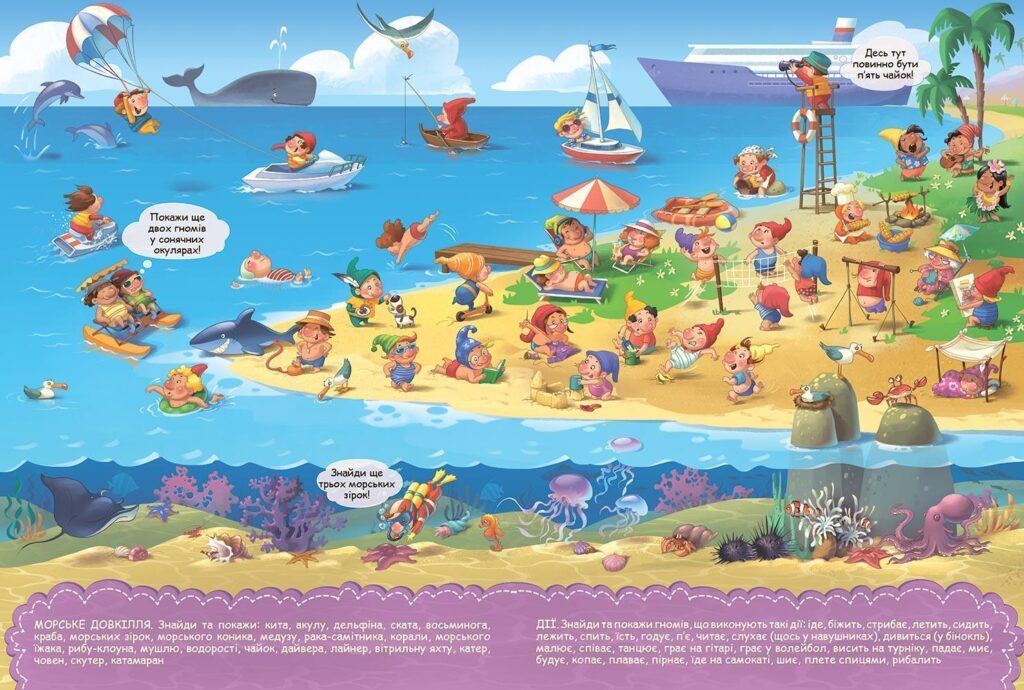 Десь тут
повинно бути
п'ять чайок!
Покажи ще
двох гномів
у сонячних
окулярах!
Знайди ще
трьох морських
зірок!
МОРСЬКЕ ДОВКІЛЛЯ. Знайди та покажи: кита, акулу, дельфіна, ската, восьминога,
краба, морських зірок, морського коника, медузу, рака-самітника, корали, морського
їжака, рибу-клоуна, мушлю, водорості, чайок, дайвера, лайнер, вітрильну яхту, катер,
човен, скутер, катамаран
ДІЇ. Знайди та покажи гномів, що виконують такі дії: іде, біжить, стрибає, летить, сидить,
лежить, спить, їсть, годує, п'є, читає, слухає (щось у навушниках), дивиться (у бінокль),
малює, співає, танцює, грає на гітарі, грає у волейбол, висить на турніку, падає, миє,
будує, копає, плаває, пірнає, їде на самокаті, шиє, плете спицями, рибалить